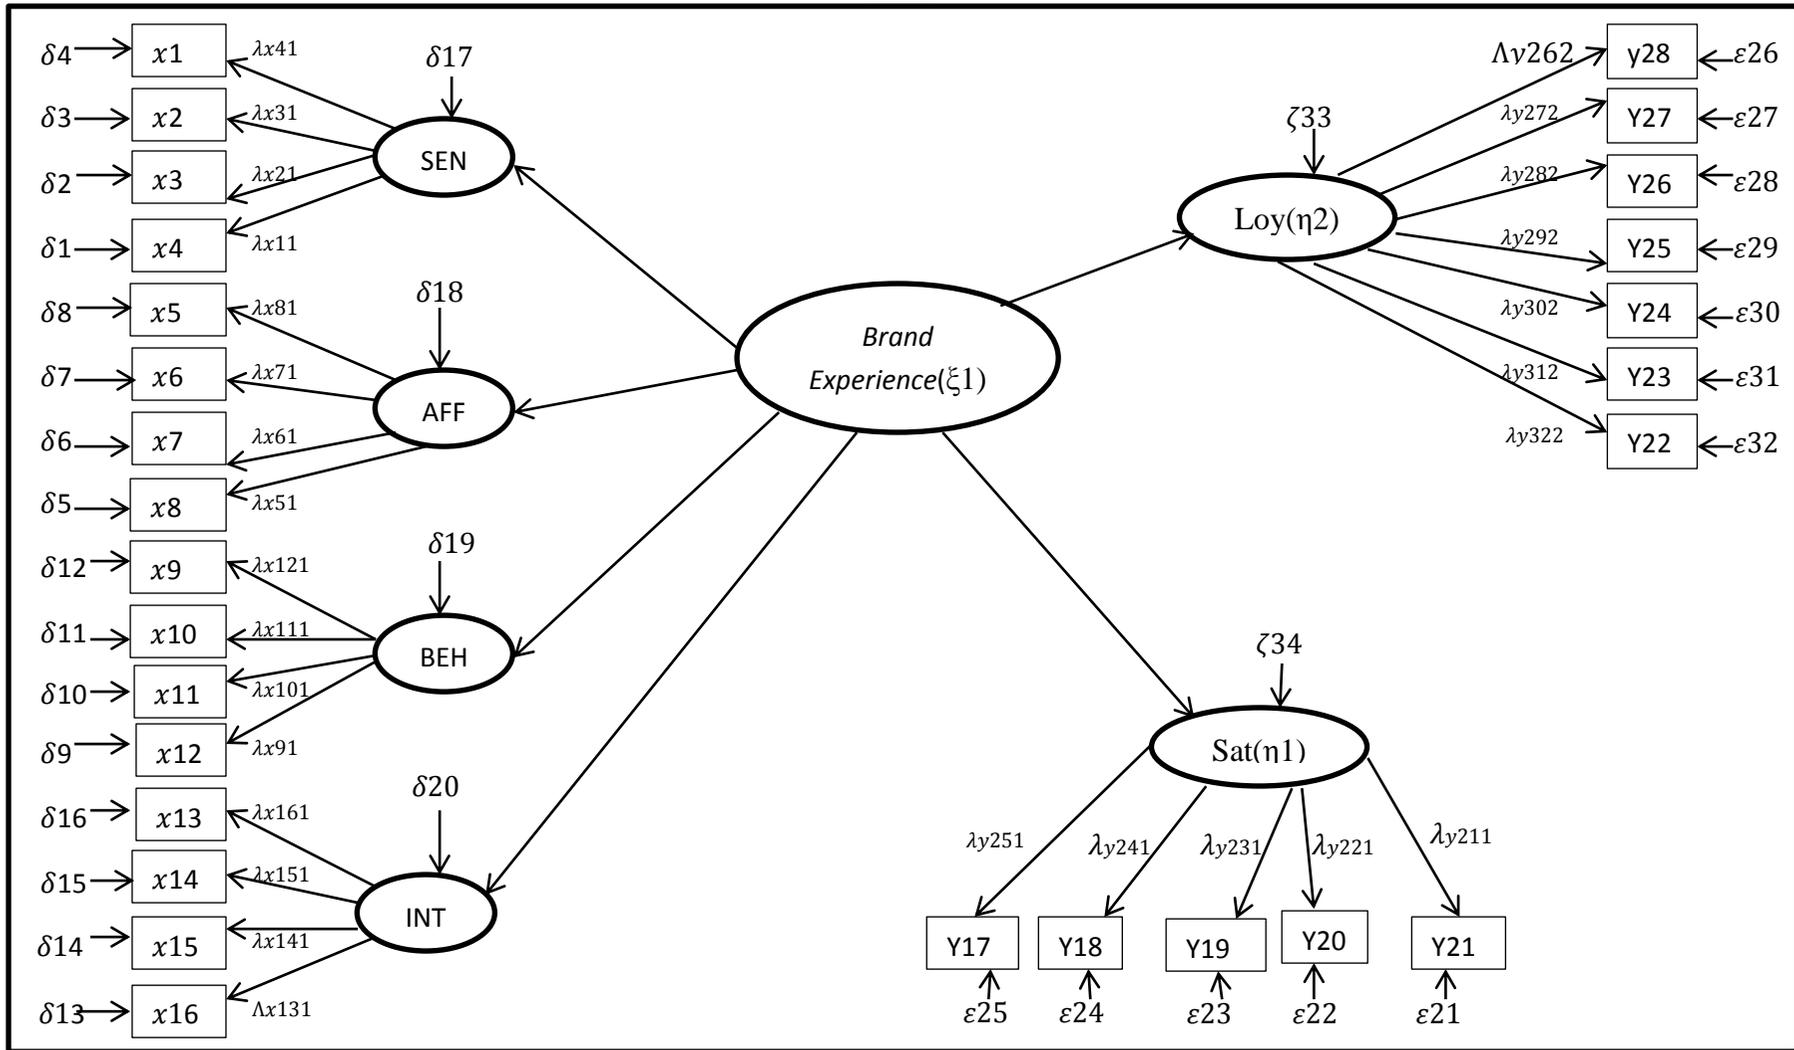 δ4
x1
λx41
δ3
x2
λx31
δ2
x3
λx21
δ1
x4
λx11
δ17
SEN
δ8
x5
λx81
δ7
x6
λx71
δ6
x7
λx61
δ5
x8
λx51
δ18
AFF
δ12
x9
λx121
δ11
x10
λx111
δ10
x11
λx101
δ9
x12
λx91
δ19
BEH
δ16
x13
λx161
δ15
x14
λx151
δ14
x15
λx141
δ13
x16
Λx131
δ20
INT
Brand
Experience(ξ1)
ζ33
Loy(η2)
Λy262
y28
ε26
λy272
Y27
ε27
λy282
Y26
ε28
λy292
Y25
ε29
λy302
Y24
ε30
λy312
Y23
ε31
λy322
Y22
ε32
ζ34
Sat(η1)
λy251
λy241
λy231
λy221
λy211
Y17
Y18
Y19
Y20
Y21
ε25
ε24
ε23
ε22
ε21